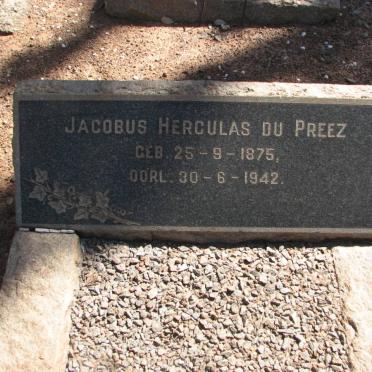 JACOBUS HERCULAS DU PREEZ
GEB. 25-9-1875,
OORL. 30-6-1942.